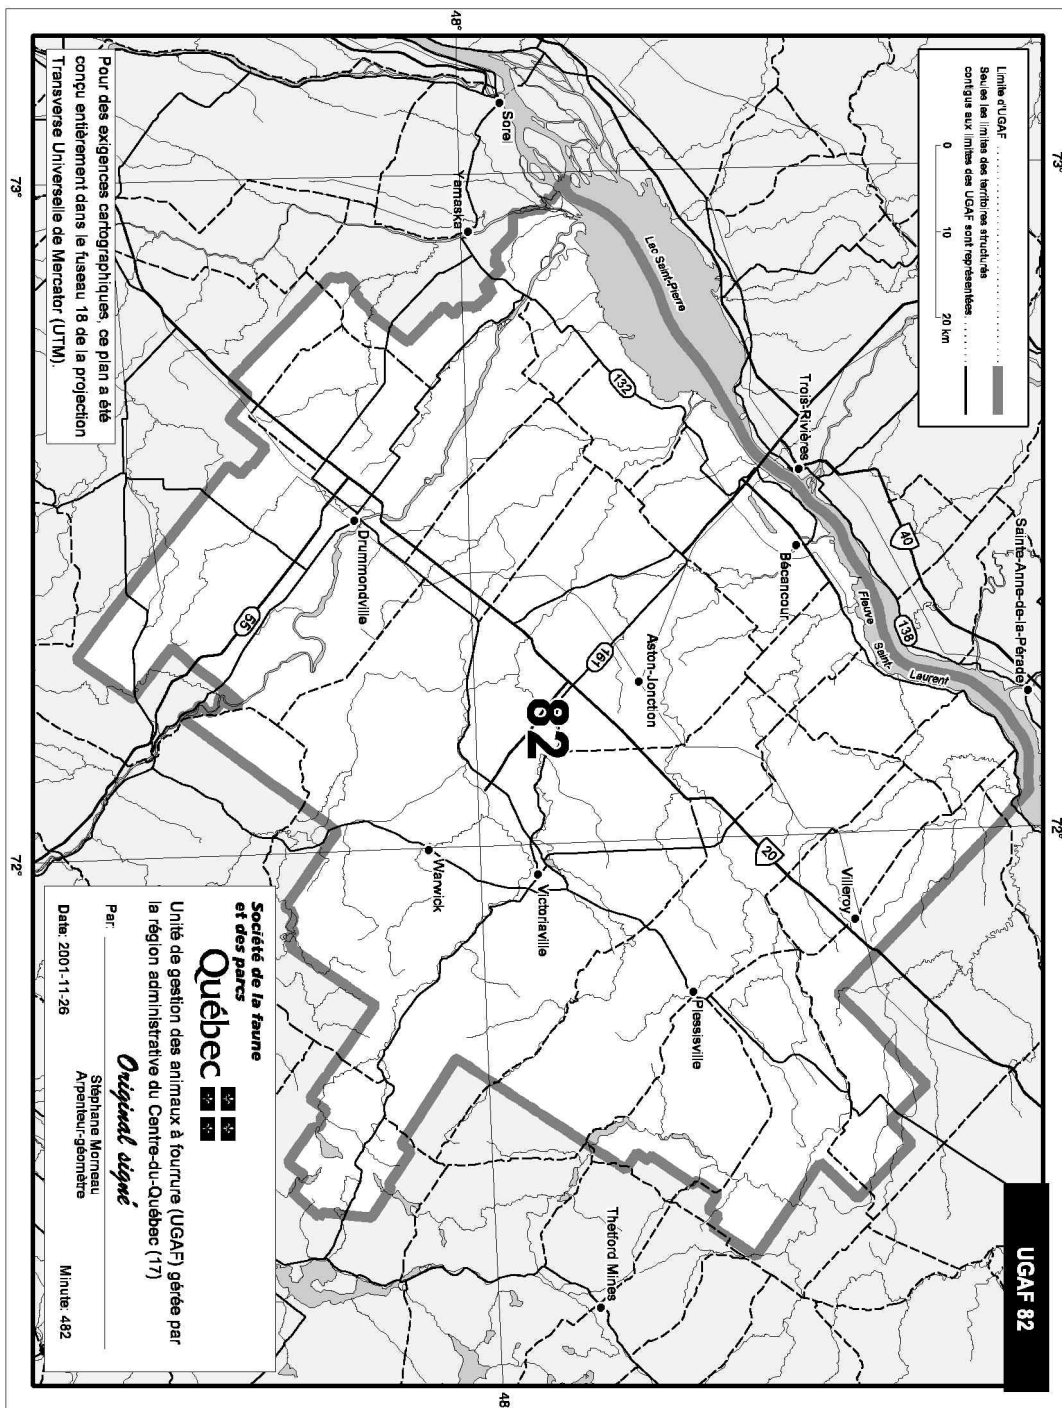 UGAF 82
Limite d'UGAF
Seules les limites des territoires structurés
contigus aux limites des UGAF sont représentées
0 10 20 km
73°
72°
48°
48
73°
72°
Sainte-Anne-de-la-Pérade
40
138
Trois-Rivières
Fleuve
Saint-
Laurent
Bécancour
Lac Saint-Pierre
132
Aston-Jonction
161
82
20
Villeroy
Plessisville
Victoriaville
Warwick
Thetford Mines
Sorel
Yamaska
Drummondville
55
Pour des exigences cartographiques, ce plan a été
conçu entièrement dans le fuseau 18 de la projection
Transverse Universelle de Mercator (UTM).
Société de la faune
et des parcs
Québec
Unité de gestion des animaux à fourrure (UGAF) gérée par
la région administrative du Centre-du-Québec (17)
Original signé
Par:
Stéphane Morneau
Arpenteur-géomètre
Date: 2001-11-26 Minute: 482